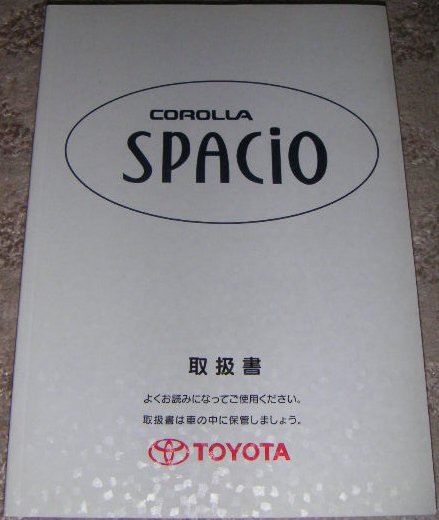 COROLLA
SPACiO
取扱書
よくお読みになってご使用ください。
取扱書は車の中に保管しましょう。
TOYOTA